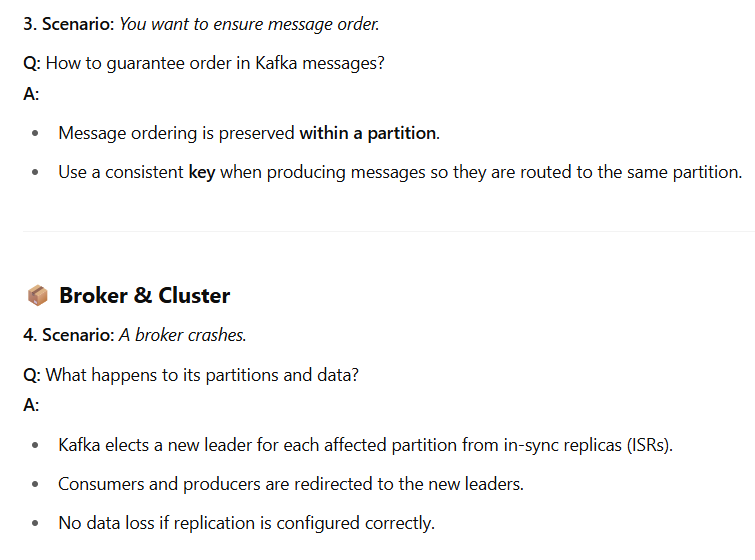 3. Scenario: You want to ensure message order.
Q: How to guarantee order in Kafka messages?
A:
• Message ordering is preserved within a partition.
• Use a consistent key when producing messages so they are routed to the same partition.
📦 Broker & Cluster
4. Scenario: A broker crashes.
Q: What happens to its partitions and data?
A:
• Kafka elects a new leader for each affected partition from in-sync replicas (ISRs).
• Consumers and producers are redirected to the new leaders.
• No data loss if replication is configured correctly.